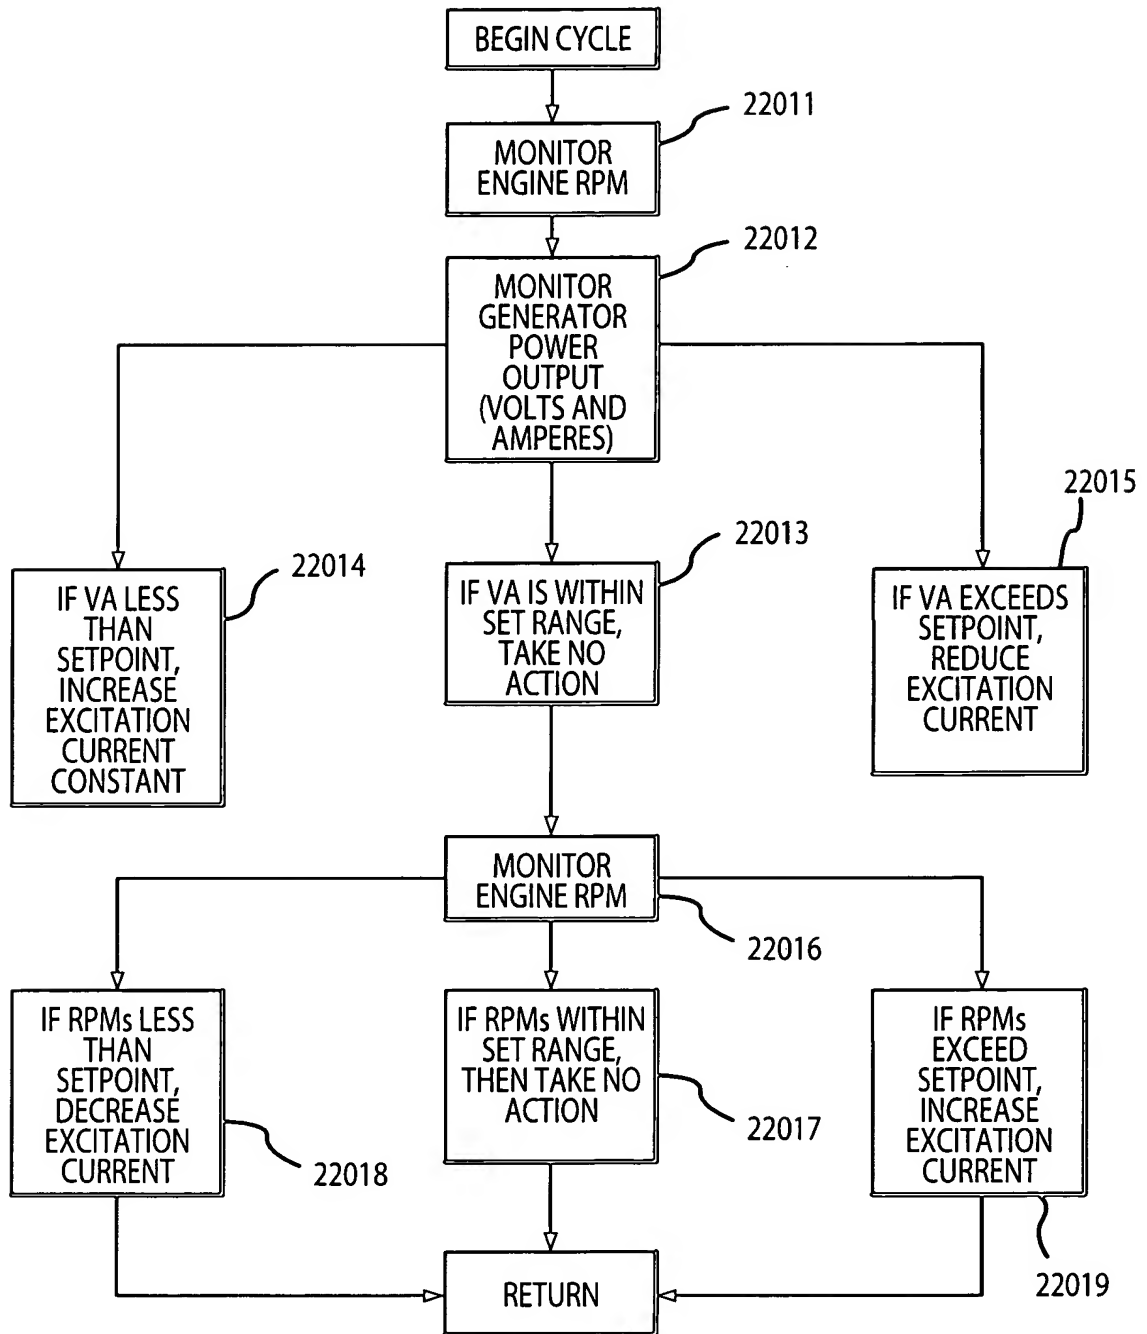 BEGIN CYCLE
22011
MONITOR
ENGINE RPM
22012
MONITOR
GENERATOR
POWER
OUTPUT
(VOLTS AND
AMPERES)
22014
IF VA LESS
THAN
SETPOINT,
INCREASE
EXCITATION
CURRENT
CONSTANT
22013
IF VA IS WITHIN
SET RANGE,
TAKE NO
ACTION
22015
IF VA EXCEEDS
SETPOINT,
REDUCE
EXCITATION
CURRENT
MONITOR
ENGINE RPM
22016
IF RPMs LESS
THAN
SETPOINT,
DECREASE
EXCITATION
CURRENT
22018
IF RPMs WITHIN
SET RANGE,
THEN TAKE NO
ACTION
22017
IF RPMs
EXCEED
SETPOINT,
INCREASE
EXCITATION
CURRENT
22019
RETURN